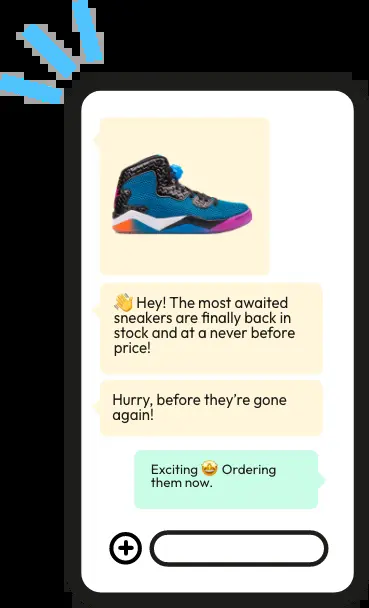 👋 Hey! The most awaited
sneakers are finally back in
stock and at a never before
price!
Hurry, before they’re gone
again!
Exciting 🤩 Ordering
them now.